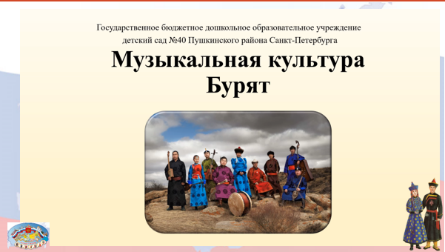 Государственное бюджетное дошкольное образовательное учреждение
детский сад №40 Пушкинского района Санкт-Петербурга
Музыкальная культура
Бурят